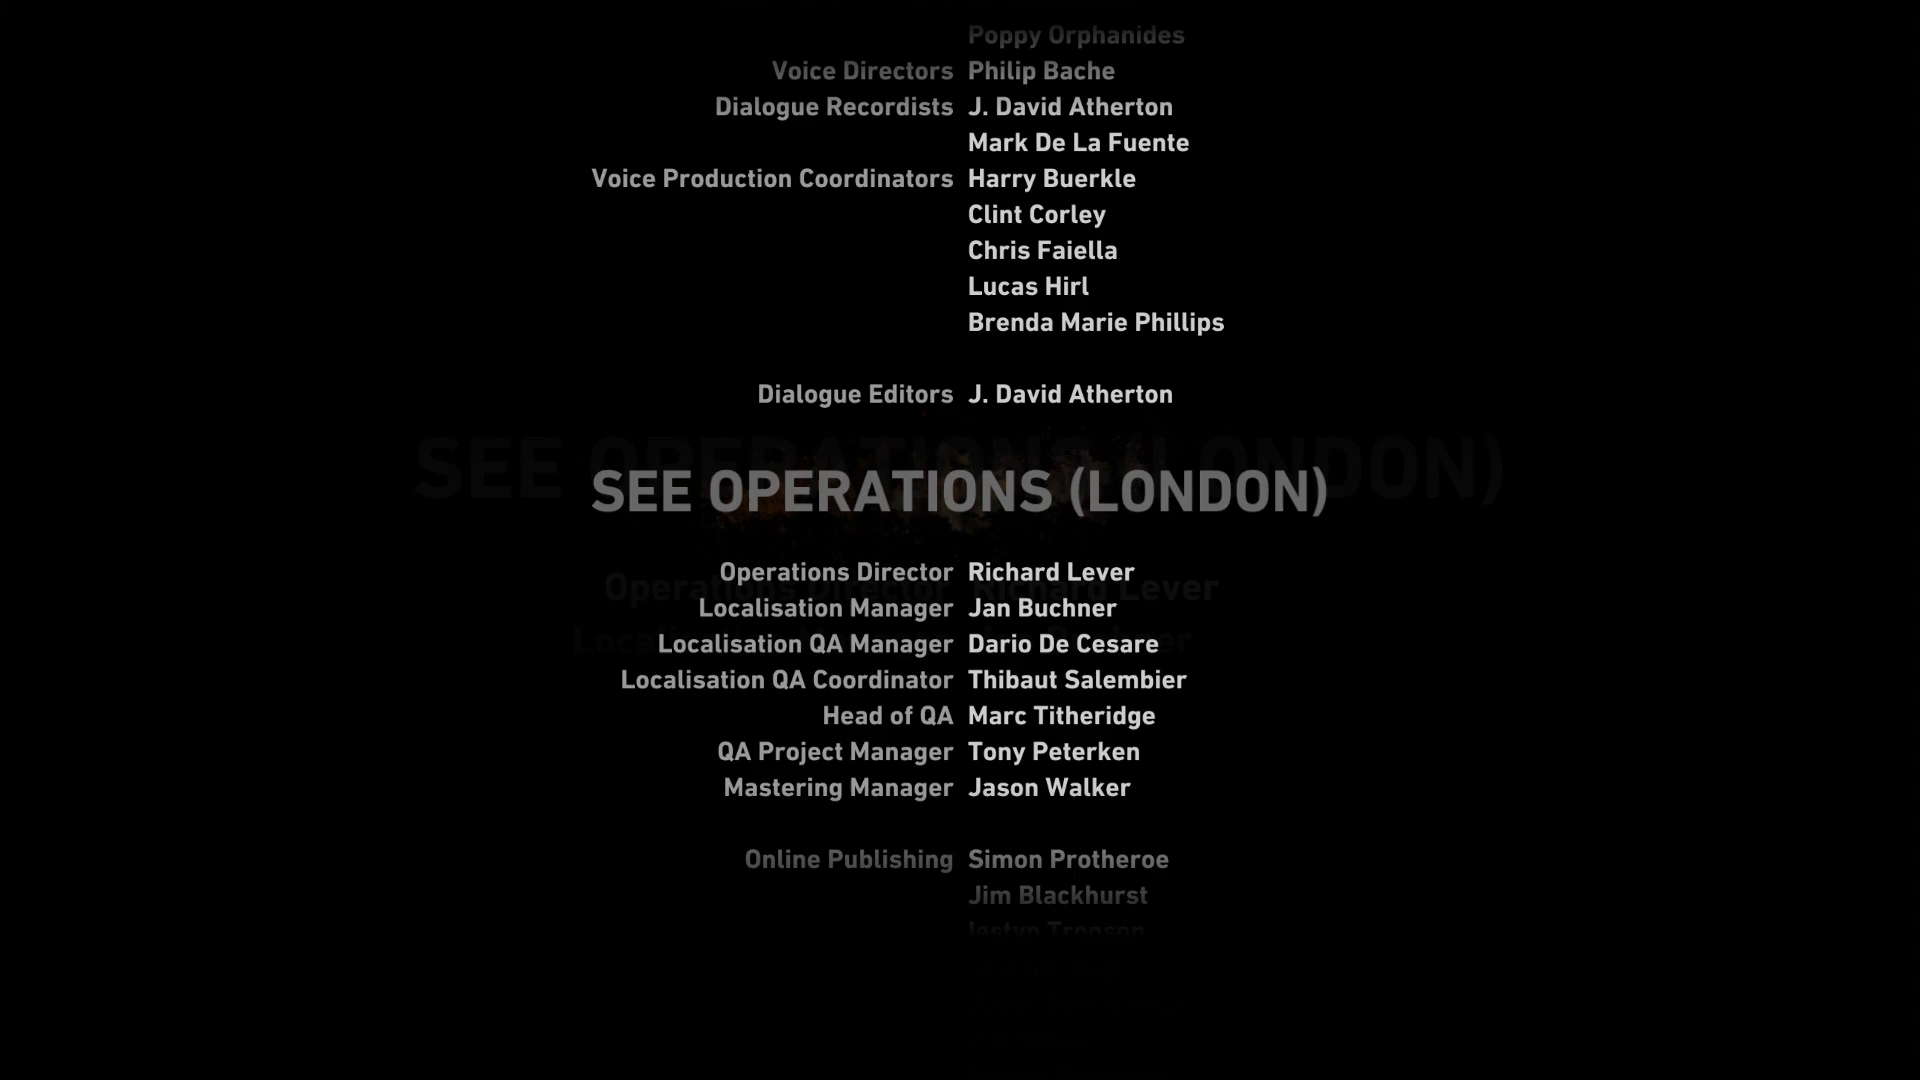 Poppy Orphanides
Voice Directors Philip Bache
Dialogue Recordists J. David Atherton
Mark De La Fuente
Voice Production Coordinators Harry Buerkle
Clint Corley
Chris Faiella
Lucas Hirl
Brenda Marie Phillips
Dialogue Editors J. David Atherton
SEE OPERATIONS (LONDON)
Operations Director Richard Lever
Localisation Manager Jan Buchner
Localisation QA Manager Dario De Cesare
Localisation QA Coordinator Thibaut Salembier
Head of QA Marc Titheridge
QA Project Manager Tony Peterken
Mastering Manager Jason Walker
Online Publishing Simon Protheroe
Jim Blackhurst
Iestyn Tronson